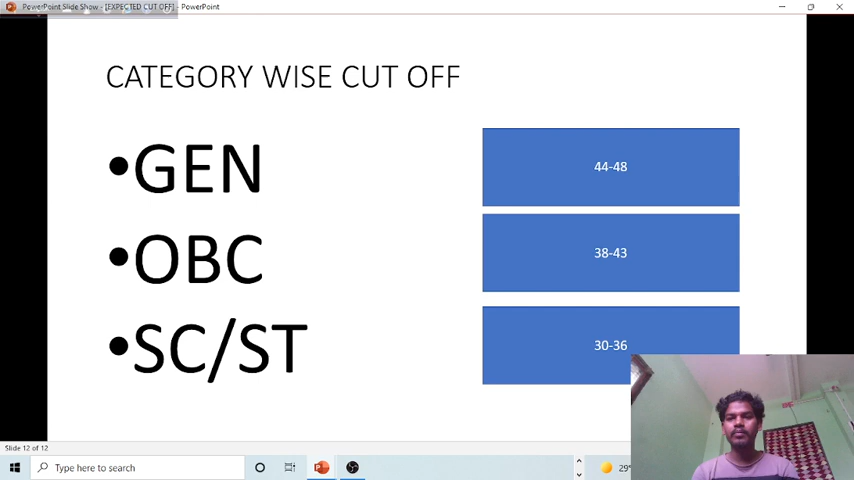 PowerPoint Slide Show - [EXPECTED CUT OFF] - PowerPoint
CATEGORY WISE CUT OFF
•GEN
44-48
•OBC
38-43
•SC/ST
30-36
Slide 12 of 12
Type here to search
29°